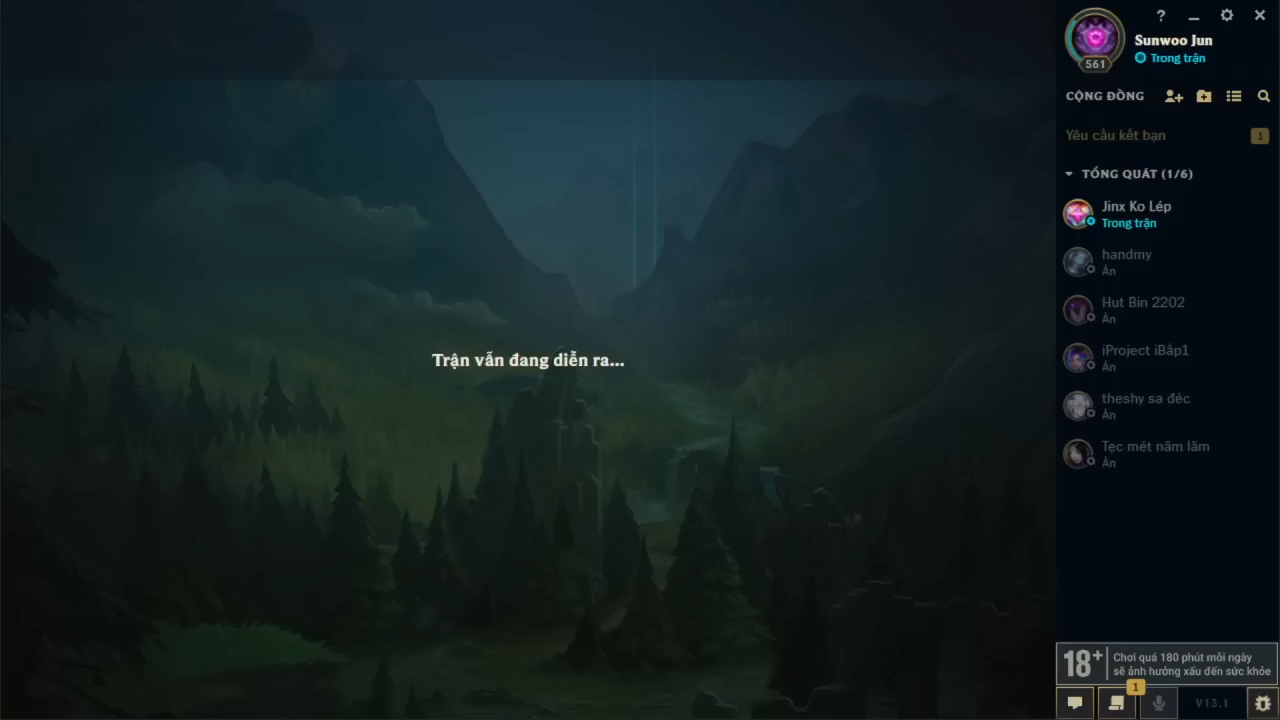 ?
Sunwoo Jun
561
Trong trận
CỘNG ĐỒNG
Yêu cầu kết bạn
1
TỔNG QUÁT (1/6)
Jinx Ko Lép
Trong trận
handmy
Ẩn
Hut Bin 2202
Ẩn
Trận vẫn đang diễn ra...
iProject iBắp1
Ẩn
theshy sa đéc
Ẩn
Tẹc mét năm lăm
Ẩn
18+
Chơi quá 180 phút mỗi ngày
sẽ ảnh hưởng xấu đến sức khỏe
1
V13.1